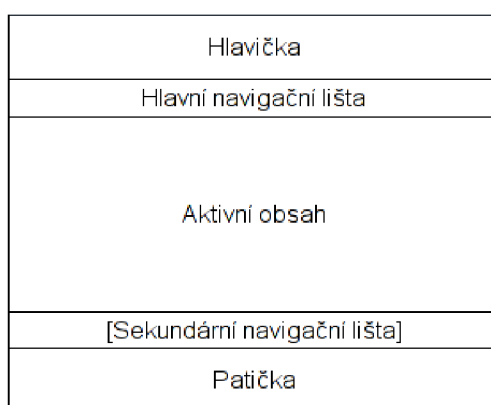 Hlavička
Hlavní navigační lišta
Aktivní obsah
[Sekundární navigační lišta]
Patička